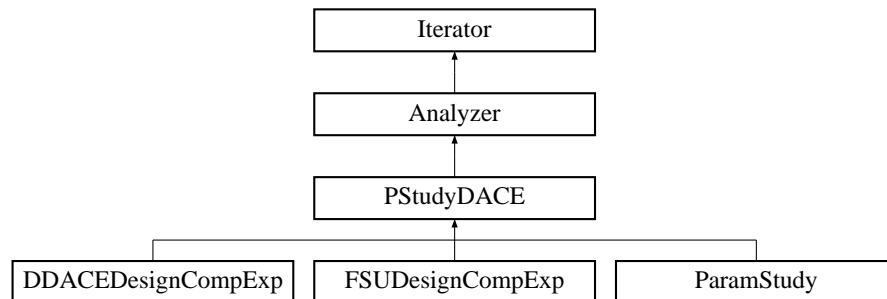 Iterator
Analyzer
PStudyDACE
DDACEDesignCompExp FSUDesignCompExp ParamStudy